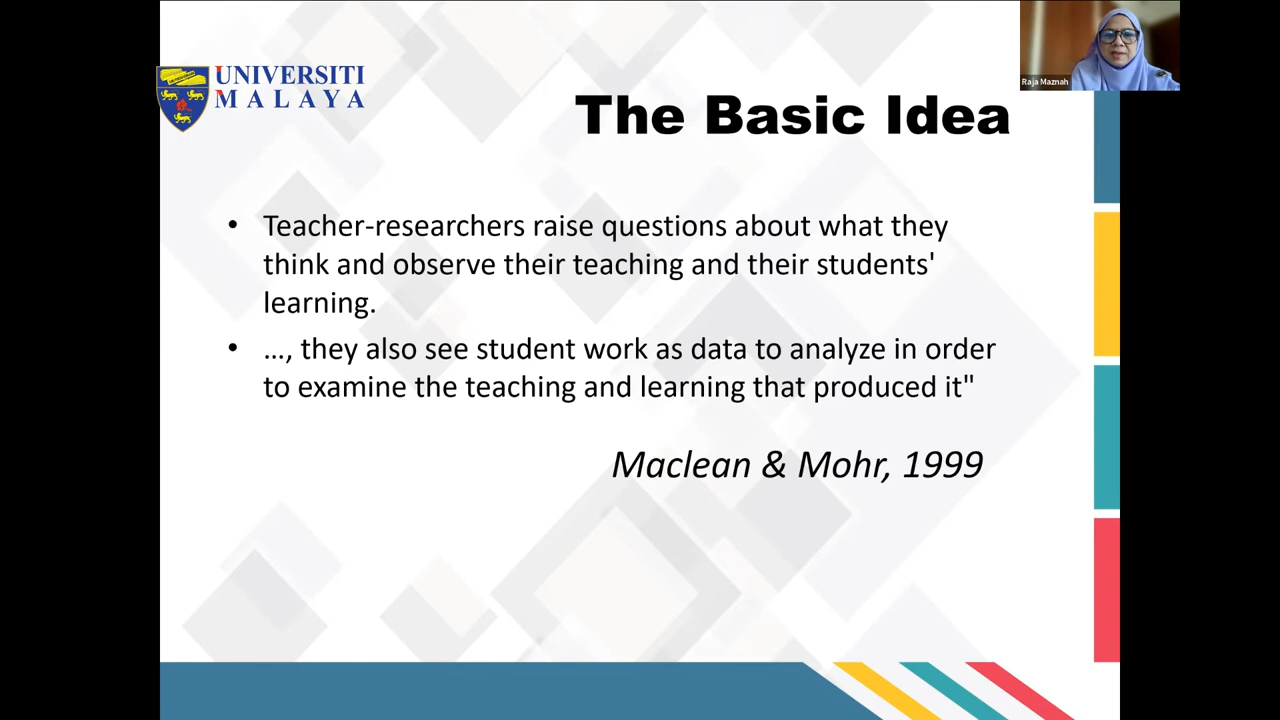 UNIVERSITI
MALAYA
Raja Maznah
The Basic Idea
• Teacher-researchers raise questions about what they
think and observe their teaching and their students'
learning.
• ..., they also see student work as data to analyze in order
to examine the teaching and learning that produced it"
Maclean & Mohr, 1999